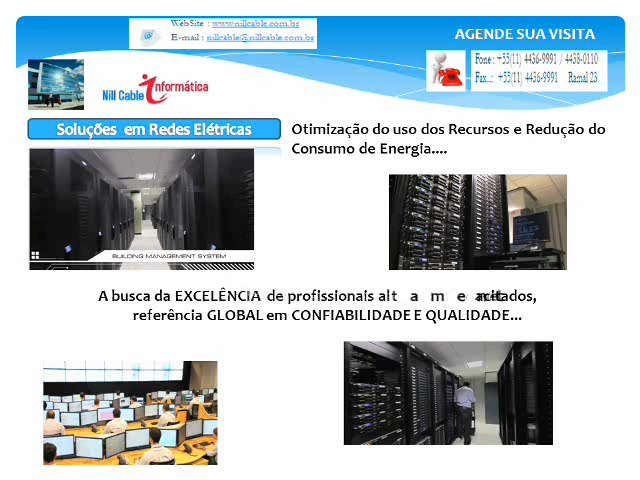 WebSite : www.nillcable.com.br
E-mail : nillcable@nillcable.com.br
AGENDE SUA VISITA
Fone : +55(11) 4436-9991 / 4438-0110
Fax..: +55(11) 4436-9991 Ramal 23
Nill Cable informática
Soluções em Redes Elétricas
Otimização do uso dos Recursos e Redução do
Consumo de Energia....
BUILDING MANAGEMENT SYSTEM
A busca da EXCELÊNCIA de profissionais
referência GLOBAL em CONFIABILIDADE E QUALIDADE...